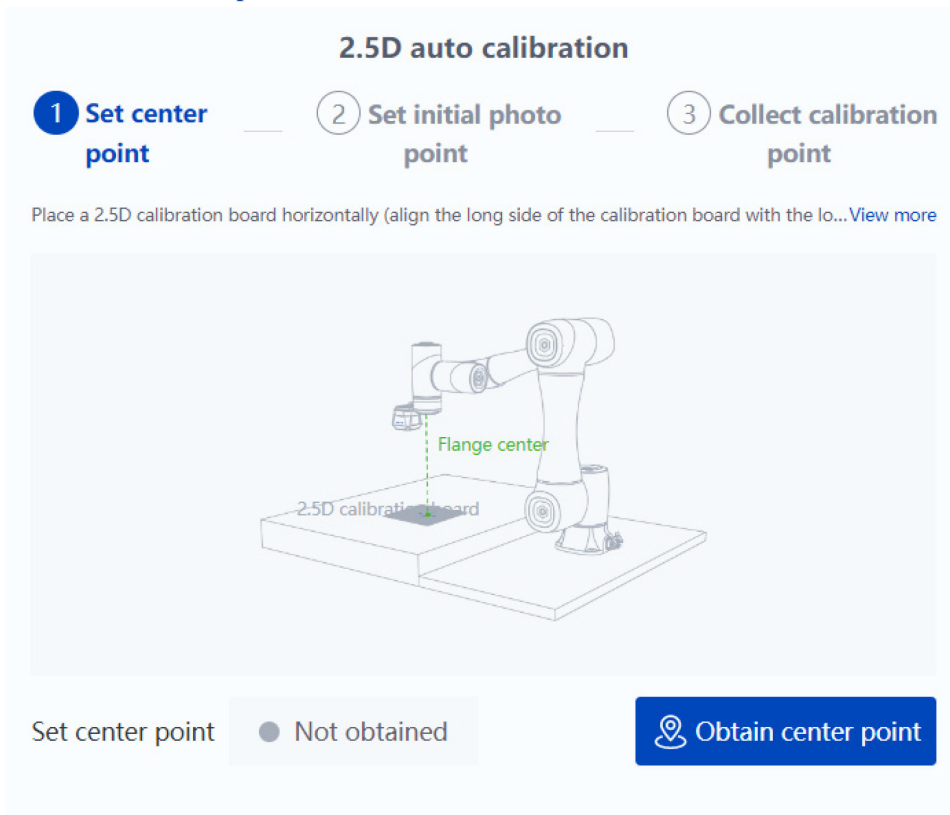 2.5D auto calibration
1 Set center point
2 Set initial photo point
3 Collect calibration point
Place a 2.5D calibration board horizontally (align the long side of the calibration board with the lo... View more
Flange center
2.5D calibration board
Set center point
Not obtained
Obtain center point